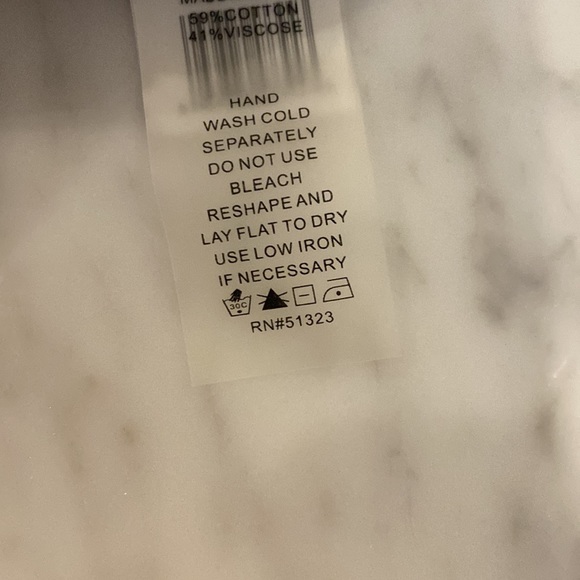 59%COTTON
41%VISCOSE
HAND
WASH COLD
SEPARATELY
DO NOT USE
BLEACH
RESHAPE AND
LAY FLAT TO DRY
USE LOW IRON
IF NECESSARY
30C
RN#51323